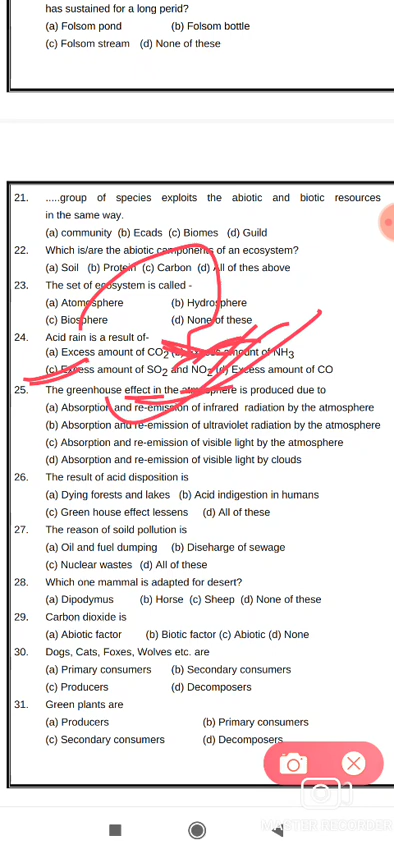 has sustained for a long perid?
(a) Folsom pond (b) Folsom bottle
(c) Folsom stream (d) None of these
21. .....group of species exploits the abiotic and biotic resources
in the same way.
(a) community (b) Ecads (c) Biomes (d) Guild
22. Which is/are the abiotic components of an ecosystem?
(a) Soil (b) Protein (c) Carbon (d) All of thes above
23. The set of ecosystem is called -
(a) Atomosphere (b) Hydrosphere
(c) Biosphere (d) None of these
24. Acid rain is a result of-
(a) Excess amount of CO2 (b) Excess amount of NH3
(c) Excess amount of SO2 and NO2 (d) Excess amount of CO
25. The greenhouse effect in the atmosphere is produced due to
(a) Absorption and re-emission of infrared radiation by the atmosphere
(b) Absorption and re-emission of ultraviolet radiation by the atmosphere
(c) Absorption and re-emission of visible light by the atmosphere
(d) Absorption and re-emission of visible light by clouds
26. The result of acid disposition is
(a) Dying forests and lakes (b) Acid indigestion in humans
(c) Green house effect lessens (d) All of these
27. The reason of soild pollution is
(a) Oil and fuel dumping (b) Diseharge of sewage
(c) Nuclear wastes (d) All of these
28. Which one mammal is adapted for desert?
(a) Dipodymus (b) Horse (c) Sheep (d) None of these
29. Carbon dioxide is
(a) Abiotic factor (b) Biotic factor (c) Abiotic (d) None
30. Dogs, Cats, Foxes, Wolves etc. are
(a) Primary consumers (b) Secondary consumers
(c) Producers (d) Decomposers
31. Green plants are
(a) Producers (b) Primary consumers
(c) Secondary consumers (d) Decomposers